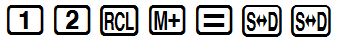 1 2 RCL M+ = S↔D S↔D